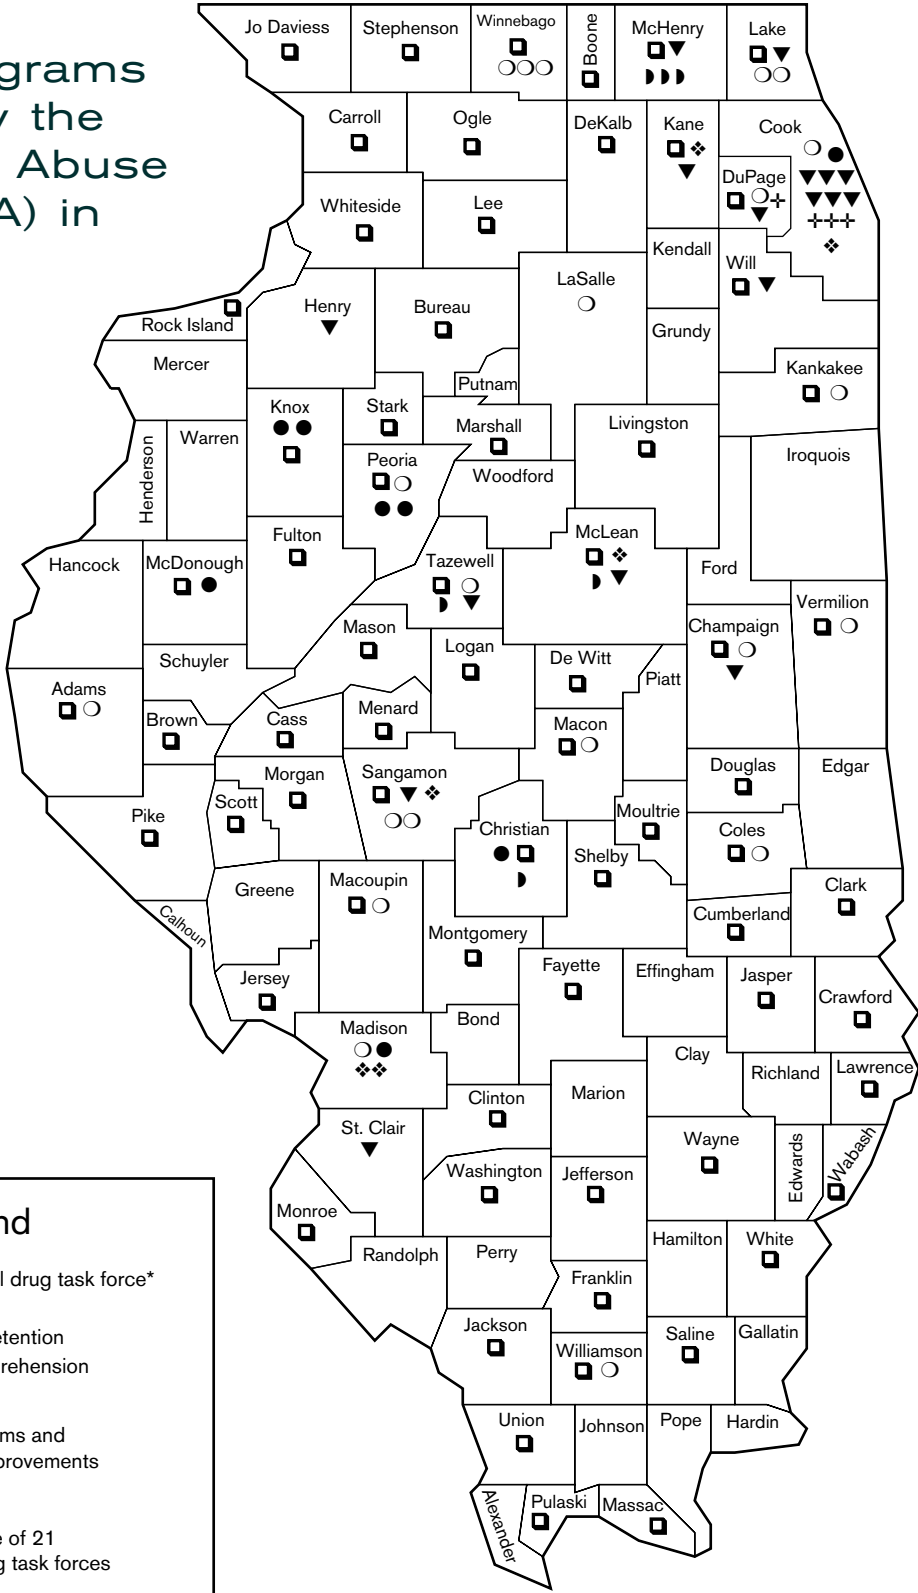 grams
the
Abuse
A) in
Jo Daviess
Stephenson
Winnebago
Boone
McHenry
Lake
Carroll
Ogle
DeKalb
Kane
Cook
DuPage
Whiteside
Lee
Kendall
Will
LaSalle
Rock Island
Henry
Bureau
Grundy
Mercer
Putnam
Kankakee
Knox
Stark
Marshall
Livingston
Henderson
Warren
Peoria
Woodford
Iroquois
Fulton
McLean
Hancock
McDonough
Tazewell
Ford
Vermilion
Mason
Champaign
Schuyler
Logan
De Witt
Piatt
Adams
Brown
Cass
Menard
Macon
Morgan
Sangamon
Douglas
Edgar
Pike
Scott
Christian
Moultrie
Coles
Shelby
Greene
Macoupin
Clark
Calhoun
Cumberland
Montgomery
Jersey
Fayette
Effingham
Jasper
Crawford
Madison
Bond
Clay
Richland
Lawrence
Clinton
Marion
St. Clair
Wayne
Edwards
Wabash
Washington
Jefferson
Monroe
Randolph
Perry
Hamilton
White
Franklin
Jackson
Williamson
Saline
Gallatin
Union
Johnson
Pope
Hardin
Alexander
Pulaski
Massac
nd
l drug task force*
etention
rehension
ms and
provements
e of 21
g task forces